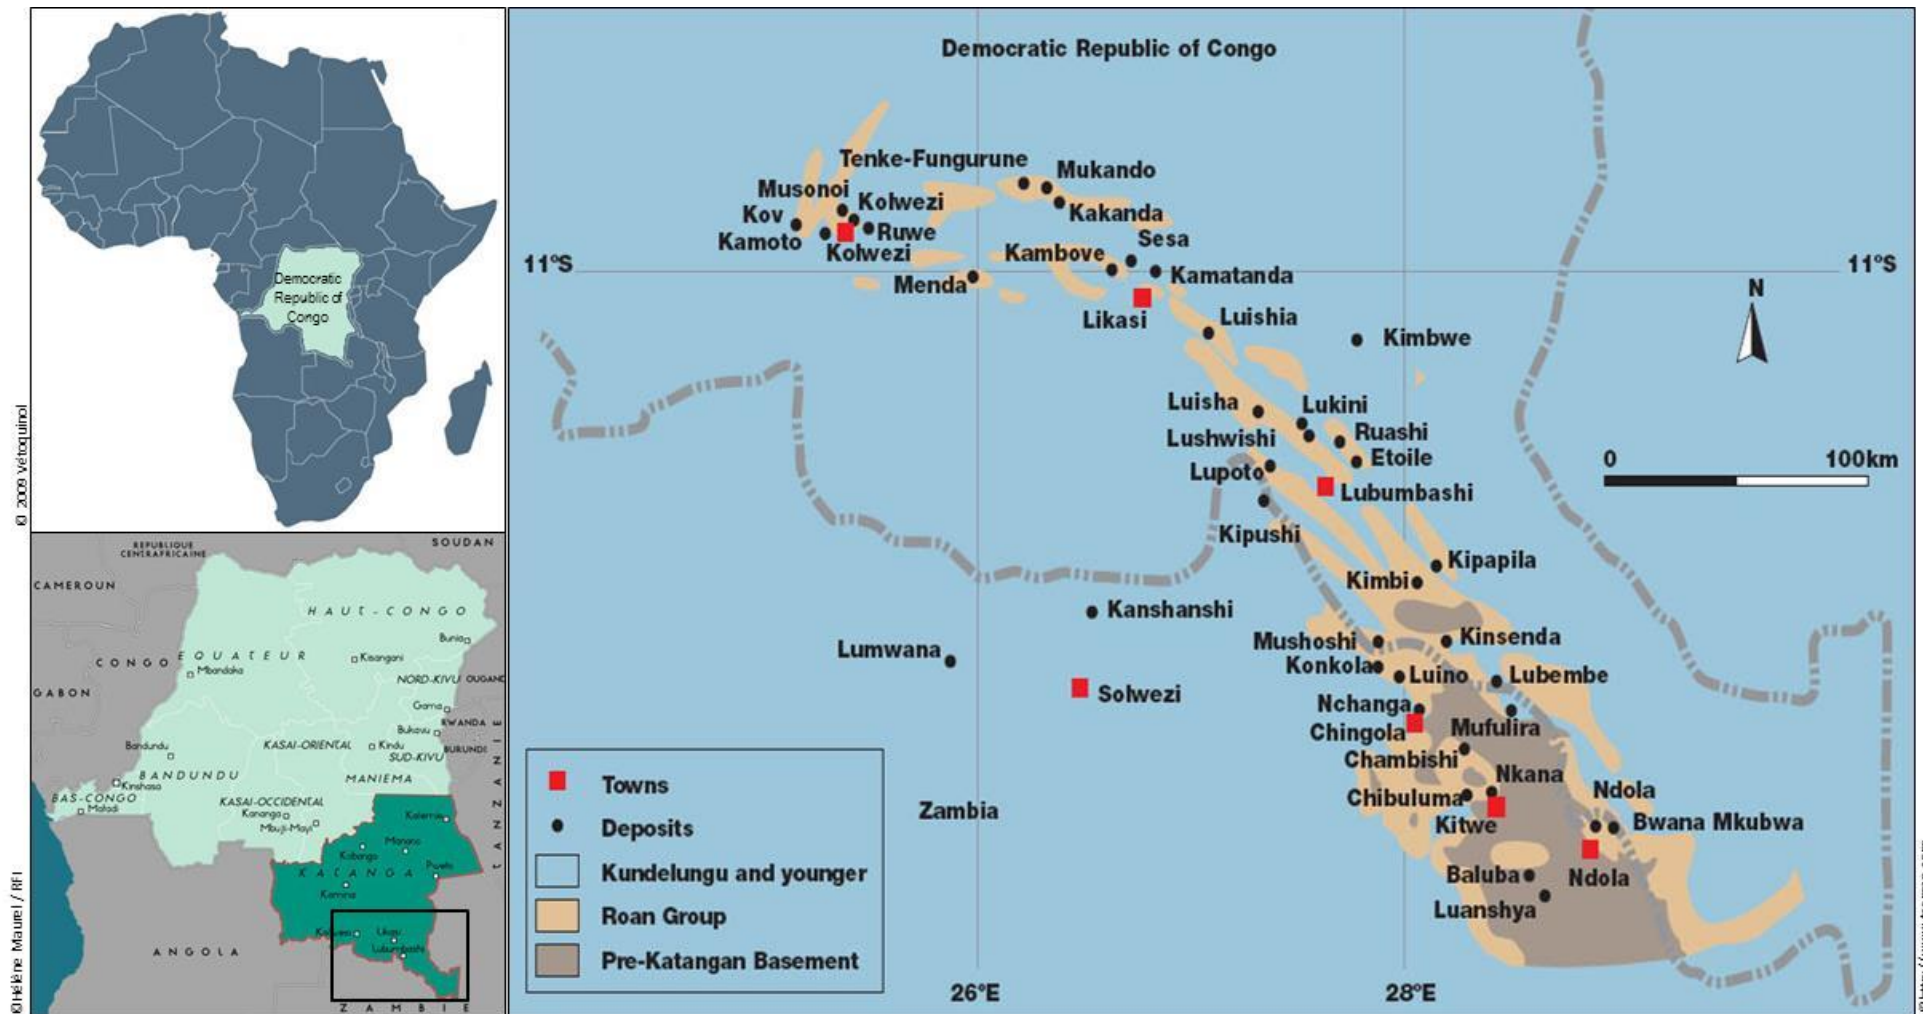 © 2009 Vétoquinol
Democratic
Republic of
Congo
©Hélène Maurel / RFI
REPUBLIQUE
CENTRAFRICAINE
SOUDAN
CAMEROUN
HAUT-CONGO
Bunia
EQUATEUR
CONGO
Mbandaka
Kisangani
NORD-KIVU
OUGAND
GABON
Goma
RWANDA
Bukavu
BURUNDI
Bandundu
KASAI-ORIENTAL
Kindu
SUD-KIVU
BANDUNDU
MANIEMA
Kinshasa
BAS-CONGO
Matadi
KASAI-OCCIDENTAL
Kananga
Mbuji-Mayi
TANZANIE
Kalemie
Kabongo
Manono
KATANGA
Pweto
Kamina
Kolwezi
Likasi
Lubumbashi
ANGOLA
ZAMBIE
Democratic Republic of Congo
Tenke-Fungurune
Mukando
Musonoi
Kolwezi
Kov
Kakanda
Kamoto
Ruwe
Kolwezi
Sesa
Kambove
11°S
11°S
Menda
Kamatanda
N
Likasi
Luishia
Kimbwe
Luisha
Lukini
Lushwishi
Ruashi
Lupoto
Etoile
0
100km
Lubumbashi
Kipushi
Kipapila
Kimbi
Kanshanshi
Mushoshi
Kinsenda
Lumwana
Konkola
Luino
Lubembe
Solwezi
Nchanga
Chingola
Mufulira
Chambishi
Nkana
Chibuluma
Ndola
Kitwe
Bwana Mkubwa
Zambia
Baluba
Ndola
Luanshya
Towns
Deposits
Kundelungu and younger
Roan Group
Pre-Katangan Basement
26°E
28°E